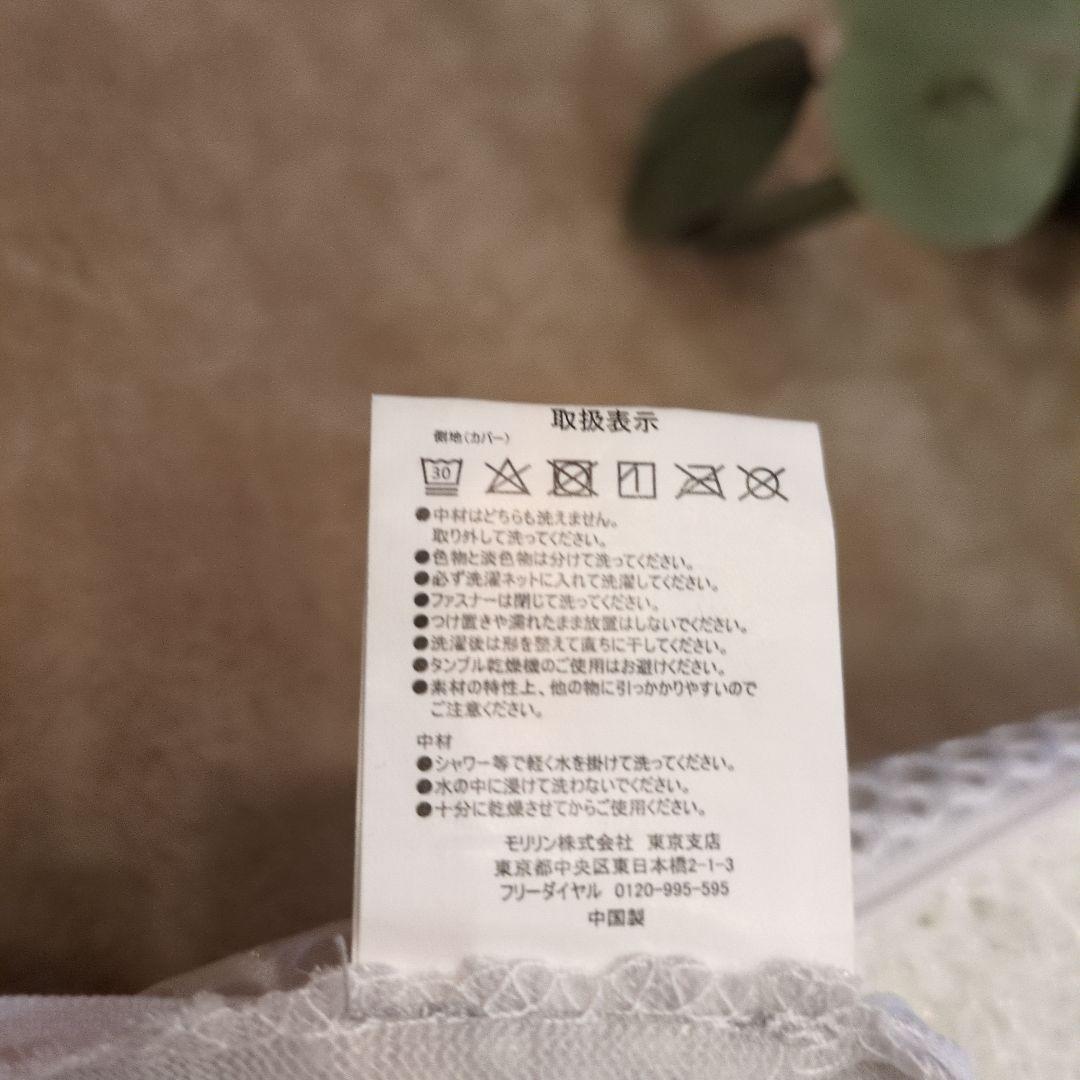 取扱表示
側地（カバー）
30
●中材はどちらも洗えません。
取り外して洗ってください。
●色物と淡色物は分けて洗ってください。
●必ず洗濯ネットに入れて洗濯してください。
●ファスナーは閉じて洗ってください。
●つけ置きや濡れたまま放置はしないでください。
●洗濯後は形を整えて直ちに干してください。
●タンブル乾燥機のご使用はお避けください。
●素材の特性上、他の物に引っかかりやすいので
ご注意ください。
中材
●シャワー等で軽く水を掛けて洗ってください。
●水の中に浸けて洗わないでください。
●十分に乾燥させてからご使用ください。
モリリン株式会社 東京支店
東京都中央区東日本橋2-1-3
フリーダイヤル 0120-995-595
中国製